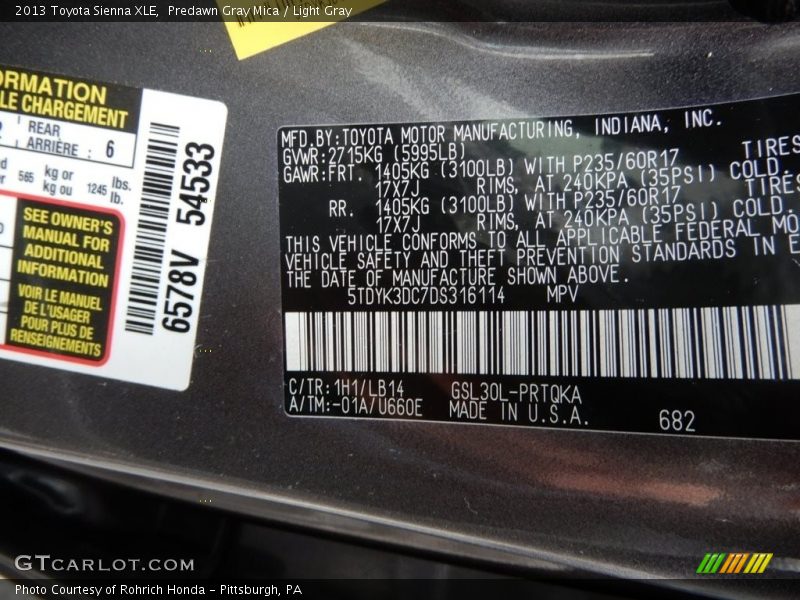 2013 Toyota Sienna XLE, Predawn Gray Mica / Light Gray
LE CHARGEMENT
REAR
ARRIÈRE : 6
565 kg or
kg ou 1245 lbs.
lb.
SEE OWNER'S
MANUAL FOR
ADDITIONAL
INFORMATION
VOIR LE MANUEL
DE L'USAGER
POUR PLUS DE
RENSEIGNEMENTS
6578V 54533
MFD.BY:TOYOTA MOTOR MANUFACTURING, INDIANA, INC.
GVWR:2715KG (5995LB)
GAWR:FRT. 1405KG (3100LB) WITH P235/60R17 TIRES
17X7J RIMS, AT 240KPA (35PSI) COLD.
RR. 1405KG (3100LB) WITH P235/60R17 TIRES
17X7J RIMS, AT 240KPA (35PSI) COLD.
THIS VEHICLE CONFORMS TO ALL APPLICABLE FEDERAL MO
VEHICLE SAFETY AND THEFT PREVENTION STANDARDS IN E
THE DATE OF MANUFACTURE SHOWN ABOVE.
5TDYK3DC7DS316114 MPV
C/TR:1H1/LB14 GSL30L-PRTQKA
A/TM:-01A/U660E MADE IN U.S.A. 682
GTCARLOT.COM
Photo Courtesy of Rohrich Honda - Pittsburgh, PA